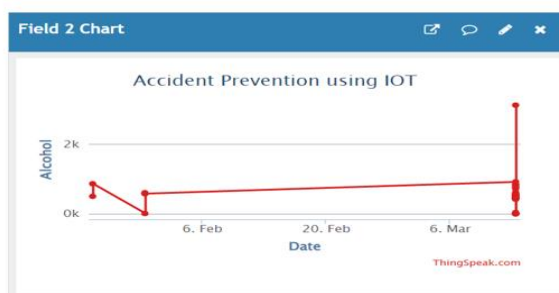 Field 2 Chart
Accident Prevention using IOT
Alcohol
2k
0k
6. Feb
20. Feb
6. Mar
Date
ThingSpeak.com